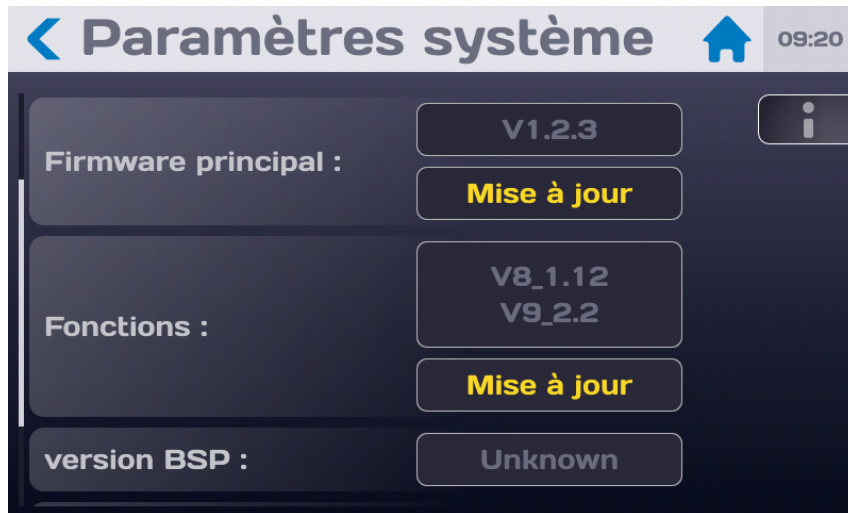 Paramètres système
09:20
Firmware principal :
V1.2.3
Mise à jour
Fonctions :
V8_1.12
V9_2.2
Mise à jour
version BSP :
Unknown